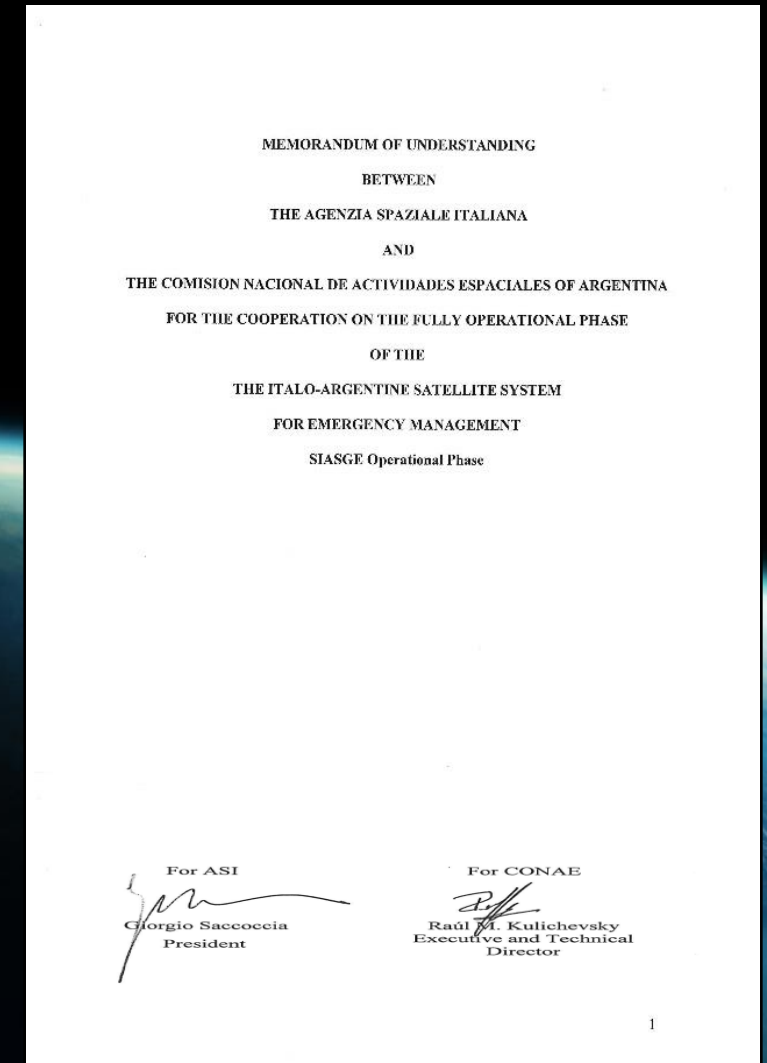 MEMORANDUM OF UNDERSTANDING
BETWEEN
THE AGENZIA SPAZIALE ITALIANA
AND
THE COMISION NACIONAL DE ACTIVIDADES ESPACIALES OF ARGENTINA
FOR THE COOPERATION ON THE FULLY OPERATIONAL PHASE
OF THE
THE ITALO-ARGENTINE SATELLITE SYSTEM
FOR EMERGENCY MANAGEMENT
SIASGE Operational Phase
For ASI
Giorgio Saccoccia
President
For CONAE
Raúl M. Kulichevsky
Executive and Technical
Director
1